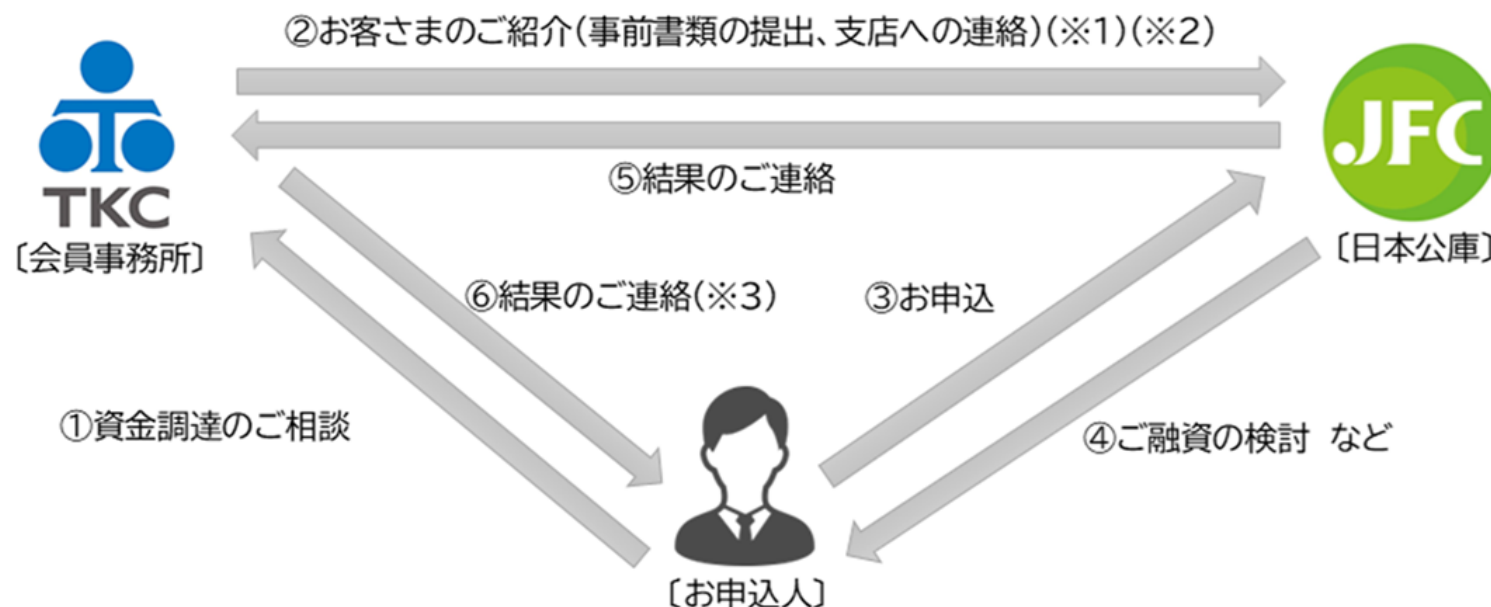 ②お客さまのご紹介(事前書類の提出、支店への連絡)(※1)(※2)
TKC
〔会員事務所〕
JFC
〔日本公庫〕
⑤結果のご連絡
⑥結果のご連絡(※3)
③お申込
①資金調達のご相談
④ご融資の検討 など
〔お申込人〕